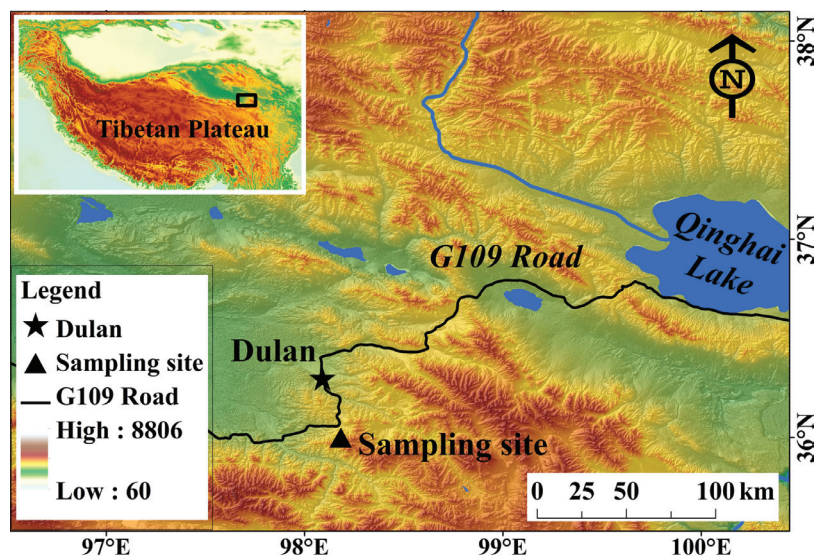 Tibetan Plateau
N
38°N
37°N
36°N
Qinghai
Lake
G109 Road
Dulan
Sampling site
Legend
Dulan
Sampling site
G109 Road
High : 8806
Low : 60
0 25 50 100 km
97°E 98°E 99°E 100°E